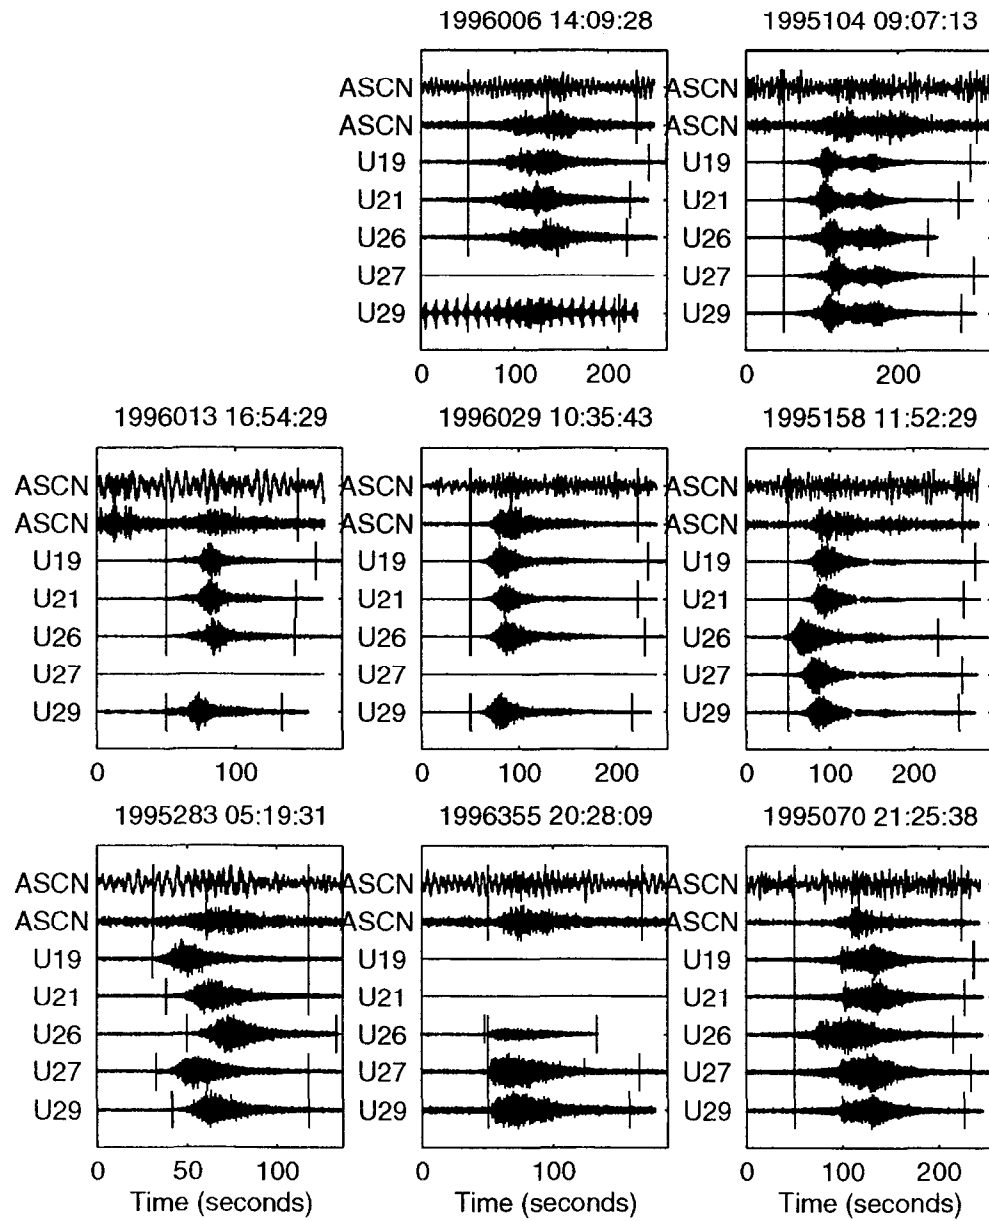 1996006 14:09:28 1995104 09:07:13
ASCN ASCN
ASCN ASCN
U19 U19
U21 U21
U26 U26
U27 U27
U29 U29
0 100 200 0 200
1996013 16:54:29 1996029 10:35:43 1995158 11:52:29
ASCN ASCN ASCN
ASCN ASCN ASCN
U19 U19 U19
U21 U21 U21
U26 U26 U26
U27 U27 U27
U29 U29 U29
0 100 0 100 200 0 100 200
1995283 05:19:31 1996355 20:28:09 1995070 21:25:38
ASCN ASCN ASCN
ASCN ASCN ASCN
U19 U19 U19
U21 U21 U21
U26 U26 U26
U27 U27 U27
U29 U29 U29
0 50 100 0 100 0 100 200
Time (seconds) Time (seconds) Time (seconds)